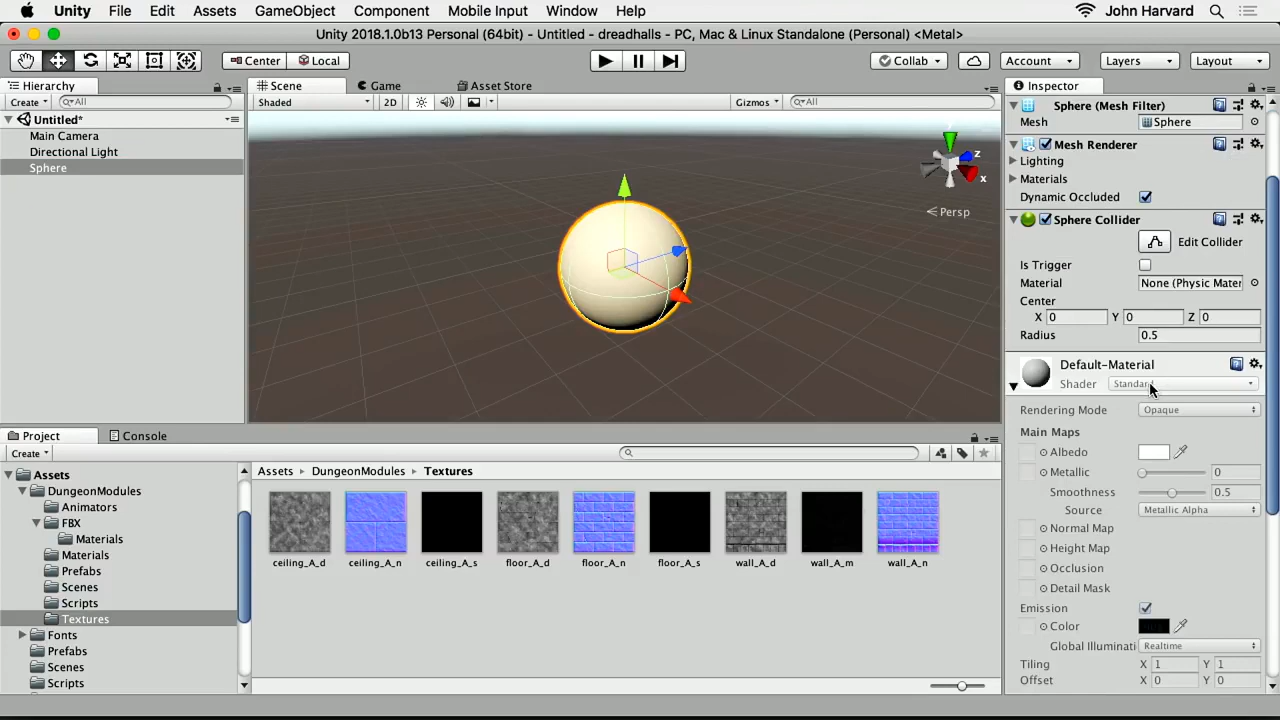 Unity File Edit Assets GameObject Component Mobile Input Window Help John Harvard
Unity 2018.1.0b13 Personal (64bit) - Untitled - dreadhalls - PC, Mac & Linux Standalone (Personal) <Metal>
Center Local Collab Account Layers Layout
Hierarchy Scene Game Asset Store Inspector
Create All Shaded 2D Gizmos All
Sphere (Mesh Filter)
Mesh Sphere
Untitled*
Main Camera
Directional Light
Sphere
z
x
Persp
Mesh Renderer
Lighting
Materials
Dynamic Occluded
Sphere Collider
Edit Collider
Is Trigger
Material None (Physic Mater
Center
X 0 Y 0 Z 0
Radius 0.5
Default-Material
Shader Standard
Rendering Mode Opaque
Main Maps
Albedo
Metallic 0
Smoothness 0.5
Source Metallic Alpha
Normal Map
Height Map
Occlusion
Detail Mask
Emission
Color
Global Illuminati Realtime
Tiling X 1 Y 1
Offset X 0 Y 0
Project Console
Create
Assets
DungeonModules
Animators
FBX
Materials
Materials
Prefabs
Scenes
Scripts
Textures
Fonts
Prefabs
Scenes
Scripts
Assets DungeonModules Textures
ceiling_A_d ceiling_A_n ceiling_A_s floor_A_d floor_A_n floor_A_s wall_A_d wall_A_m wall_A_n